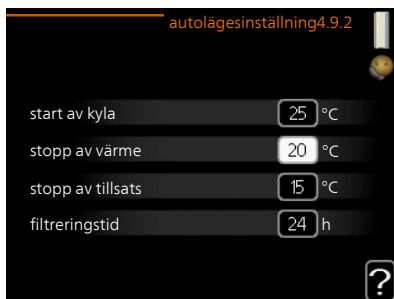 autolägesinställning4.9.2
start av kyla 25 °C
stopp av värme 20 °C
stopp av tillsats 15 °C
filtreringstid 24 h
?